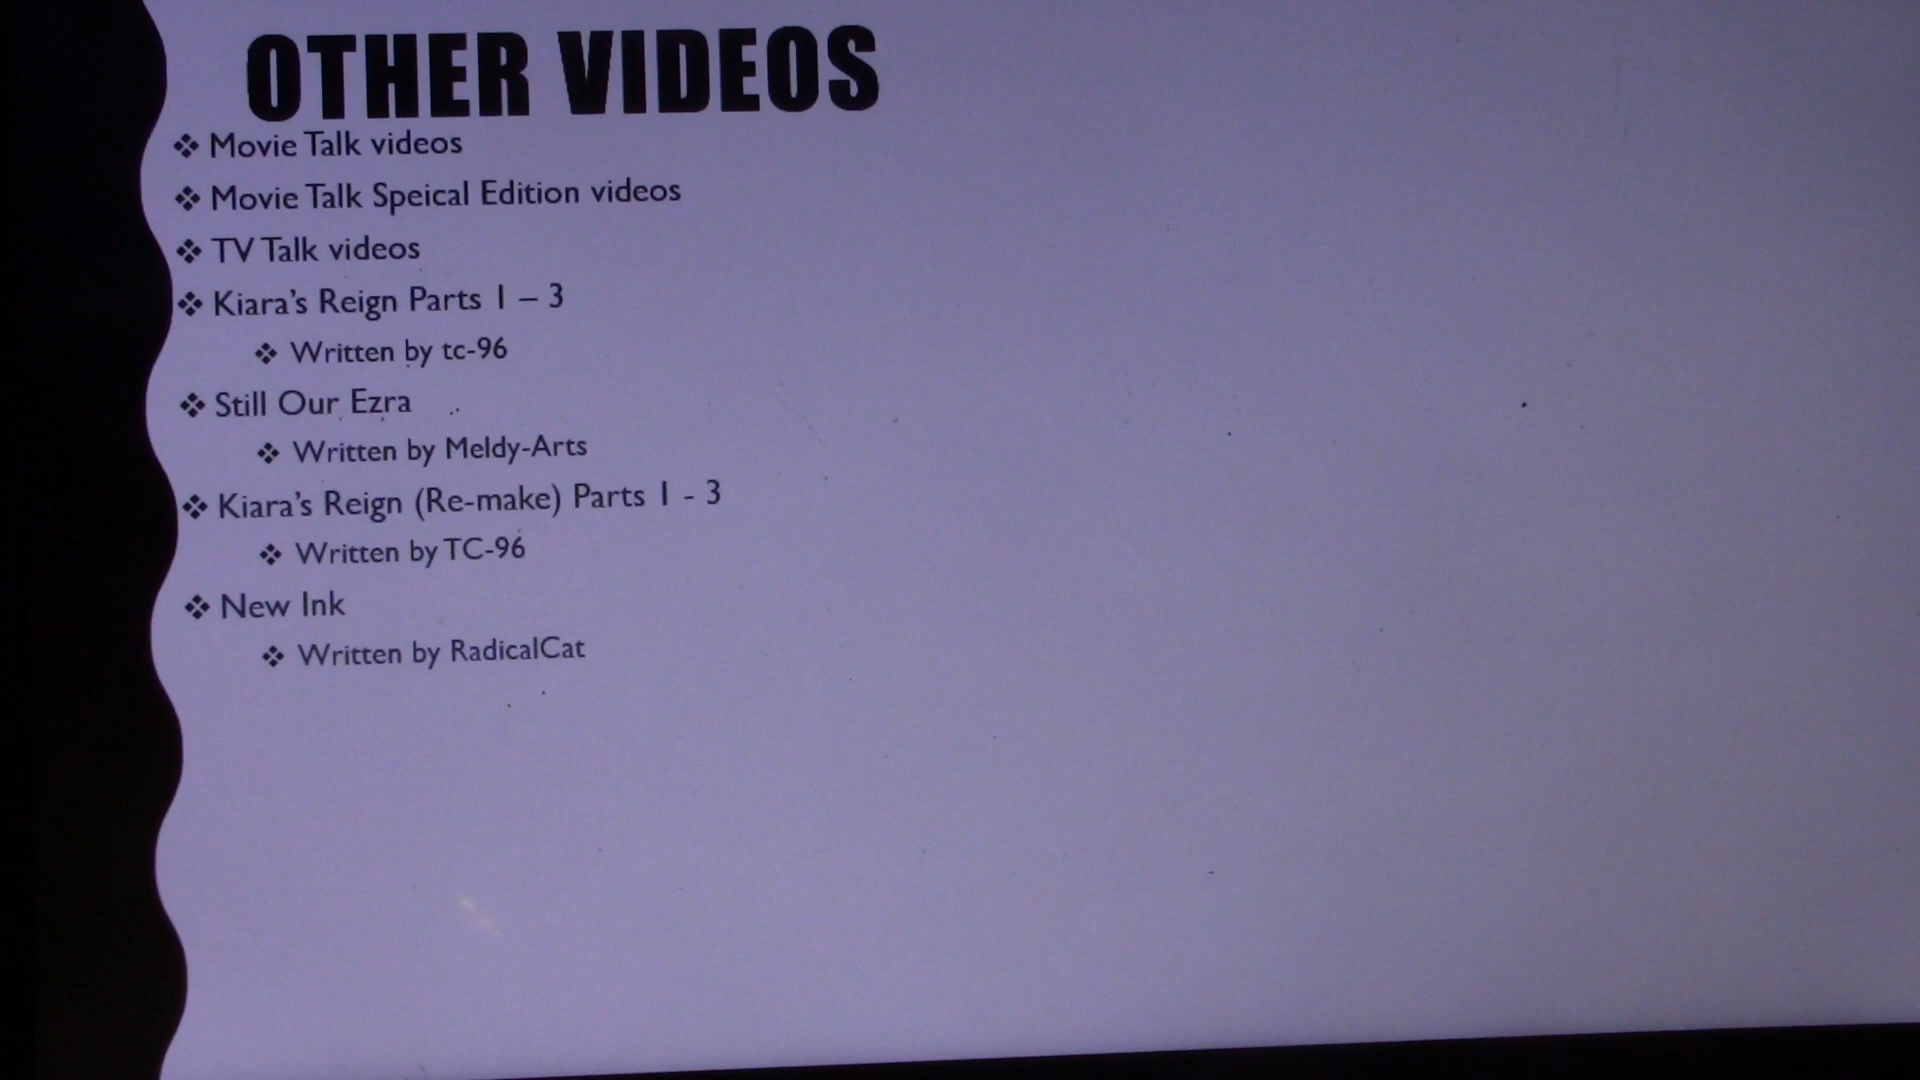 OTHER VIDEOS
❖ Movie Talk videos
❖ Movie Talk Speical Edition videos
❖ TV Talk videos
❖ Kiara's Reign Parts 1 – 3
❖ Written by tc-96
❖ Still Our Ezra
❖ Written by Meldy-Arts
❖ Kiara's Reign (Re-make) Parts 1 - 3
❖ Written by TC-96
❖ New Ink
❖ Written by RadicalCat